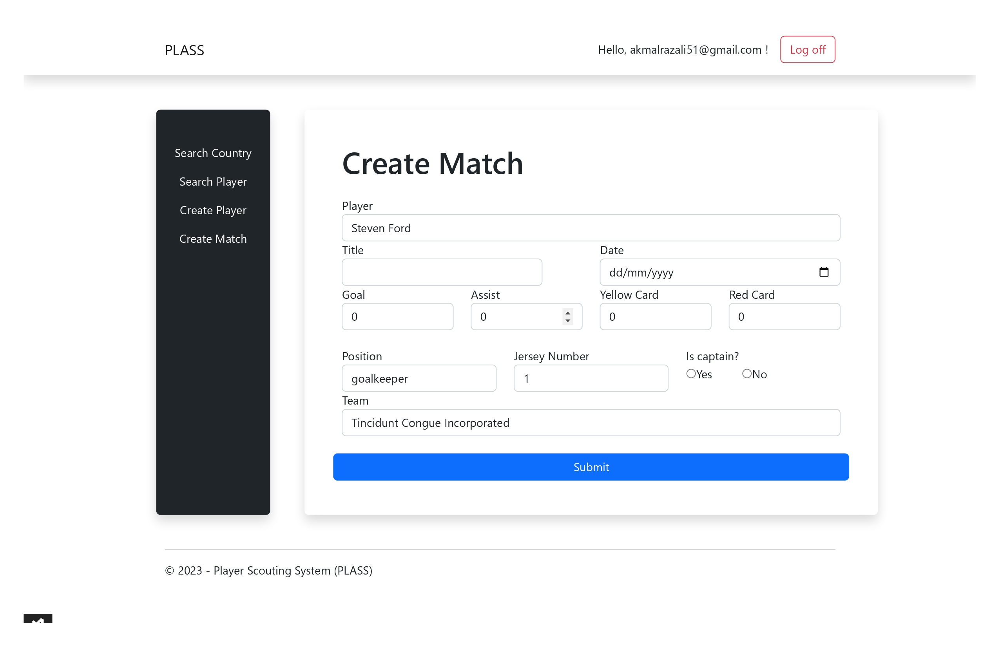 PLASS
Hello, akmalrazali51@gmail.com !
Log off
Search Country
Search Player
Create Player
Create Match
Create Match
Player
Steven Ford
Title
Date
dd/mm/yyyy
Goal
Assist
Yellow Card
Red Card
0
0
0
0
Position
Jersey Number
Is captain?
goalkeeper
1
Yes
No
Team
Tincidunt Congue Incorporated
Submit
© 2023 - Player Scouting System (PLASS)